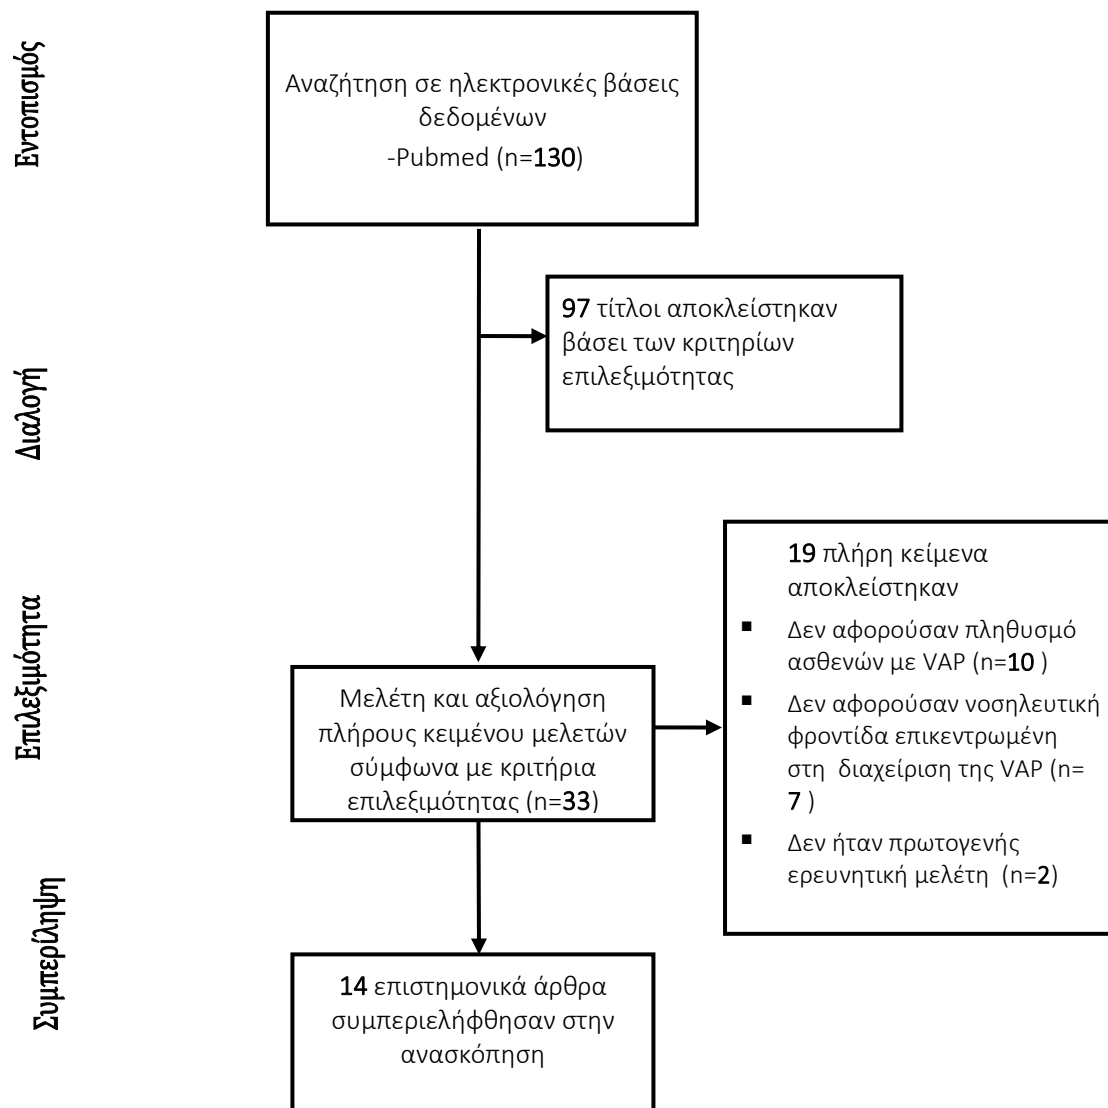 Εντοπισμός
Αναζήτηση σε ηλεκτρονικές βάσεις
δεδομένων
-Pubmed (n=130)
Διαλογή
97 τίτλοι αποκλείστηκαν
βάσει των κριτηρίων
επιλεξιμότητας
Επιλεξιμότητα
Μελέτη και αξιολόγηση
πλήρους κειμένου μελετών
σύμφωνα με κριτήρια
επιλεξιμότητας (n=33)
19 πλήρη κείμενα
αποκλείστηκαν
▪ Δεν αφορούσαν πληθυσμό
ασθενών με VAP (n=10 )
▪ Δεν αφορούσαν νοσηλευτική
φροντίδα επικεντρωμένη
στη διαχείριση της VAP (n=
7 )
▪ Δεν ήταν πρωτογενής
ερευνητική μελέτη (n=2)
Συμπερίληψη
14 επιστημονικά άρθρα
συμπεριελήφθησαν στην
ανασκόπηση